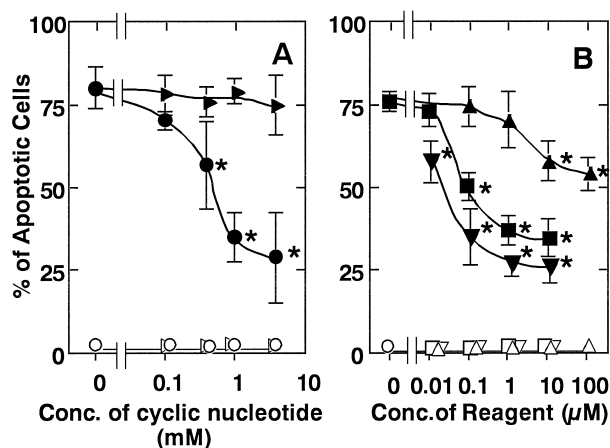 % of Apoptotic Cells
100
75
50
25
0
A
*
*
*
0 0.1 1 10
Conc. of cyclic nucleotide
(mM)
100
75
50
25
0
B
*
*
*
*
*
*
*
*
*
0 0.01 0.1 1 10 100
Conc.of Reagent (µM)